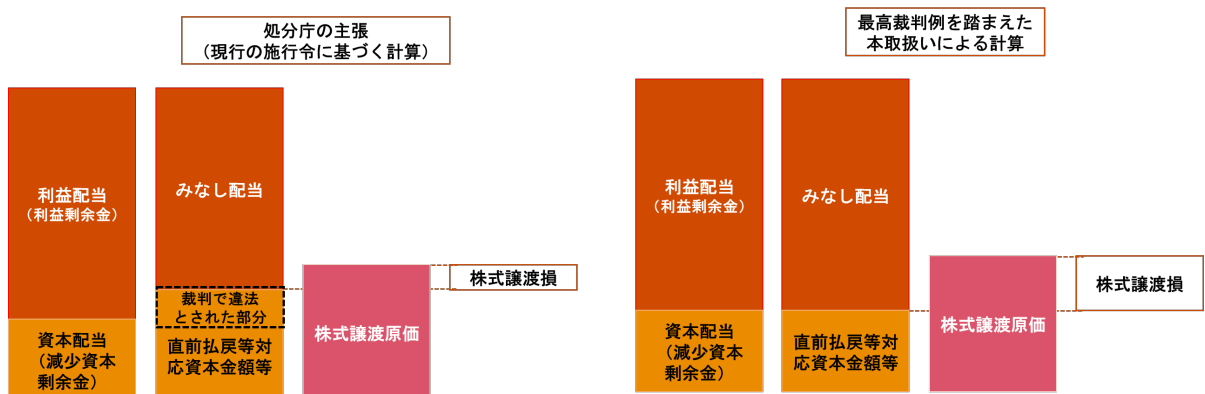 処分庁の主張
(現行の施行令に基づく計算)
利益配当
(利益剰余金)
資本配当
(減少資本
剰余金)
みなし配当
裁判で違法
とされた部分
直前払戻等対
応資本金額等
株式譲渡原価
株式譲渡損
最高裁判例を踏まえた
本取扱いによる計算
利益配当
(利益剰余金)
資本配当
(減少資本
剰余金)
みなし配当
直前払戻等対
応資本金額等
株式譲渡原価
株式譲渡損